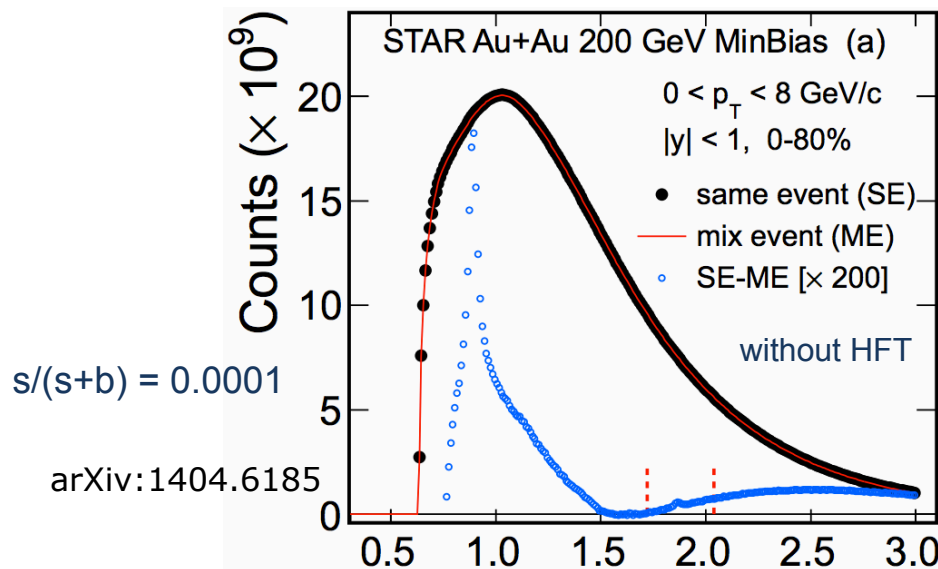 STAR Au+Au 200 GeV MinBias (a)
0 < p_T < 8 GeV/c
|y| < 1, 0-80%
same event (SE)
mix event (ME)
SE-ME [× 200]
without HFT
Counts (× 10⁹)
20
15
10
5
0
s/(s+b) = 0.0001
arXiv:1404.6185
0.5 1.0 1.5 2.0 2.5 3.0